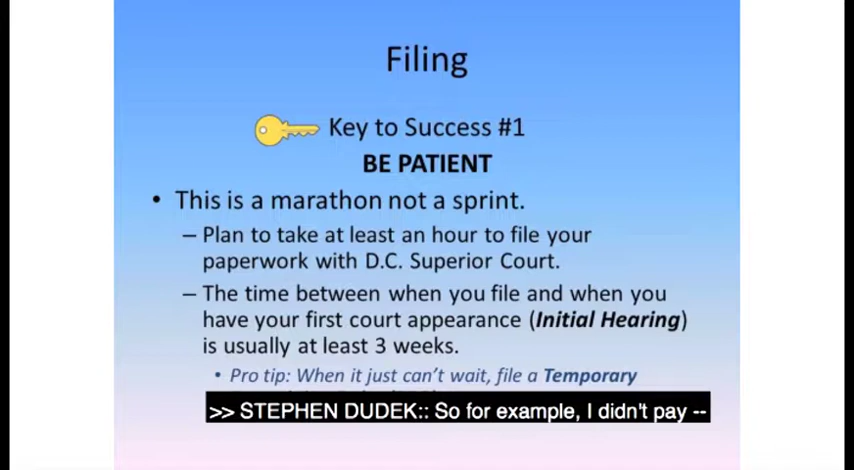 Filing
Key to Success #1
BE PATIENT
• This is a marathon not a sprint.
– Plan to take at least an hour to file your
paperwork with D.C. Superior Court.
– The time between when you file and when you
have your first court appearance (Initial Hearing)
is usually at least 3 weeks.
• Pro tip: When it just can't wait, file a Temporary
>> STEPHEN DUDEK:: So for example, I didn't pay --